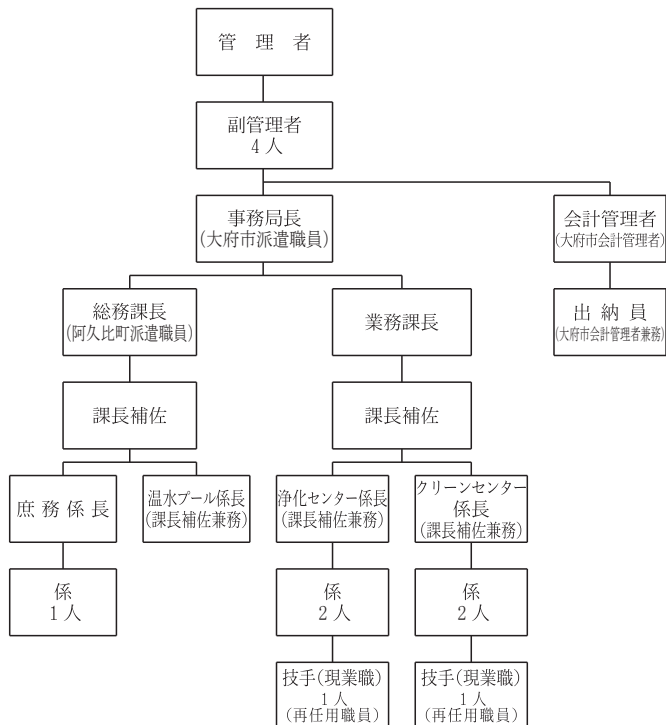 管理者
副管理者
4人
事務局長
(大府市派遣職員)
会計管理者
(大府市会計管理者)
総務課長
(阿久比町派遣職員)
業務課長
出納員
(大府市会計管理者兼務)
課長補佐
課長補佐
庶務係長
温水プール係長
(課長補佐兼務)
浄化センター係長
(課長補佐兼務)
クリーンセンター
係長
(課長補佐兼務)
係
1人
係
2人
係
2人
技手(現業職)
1人
(再任用職員)
技手(現業職)
1人
(再任用職員)